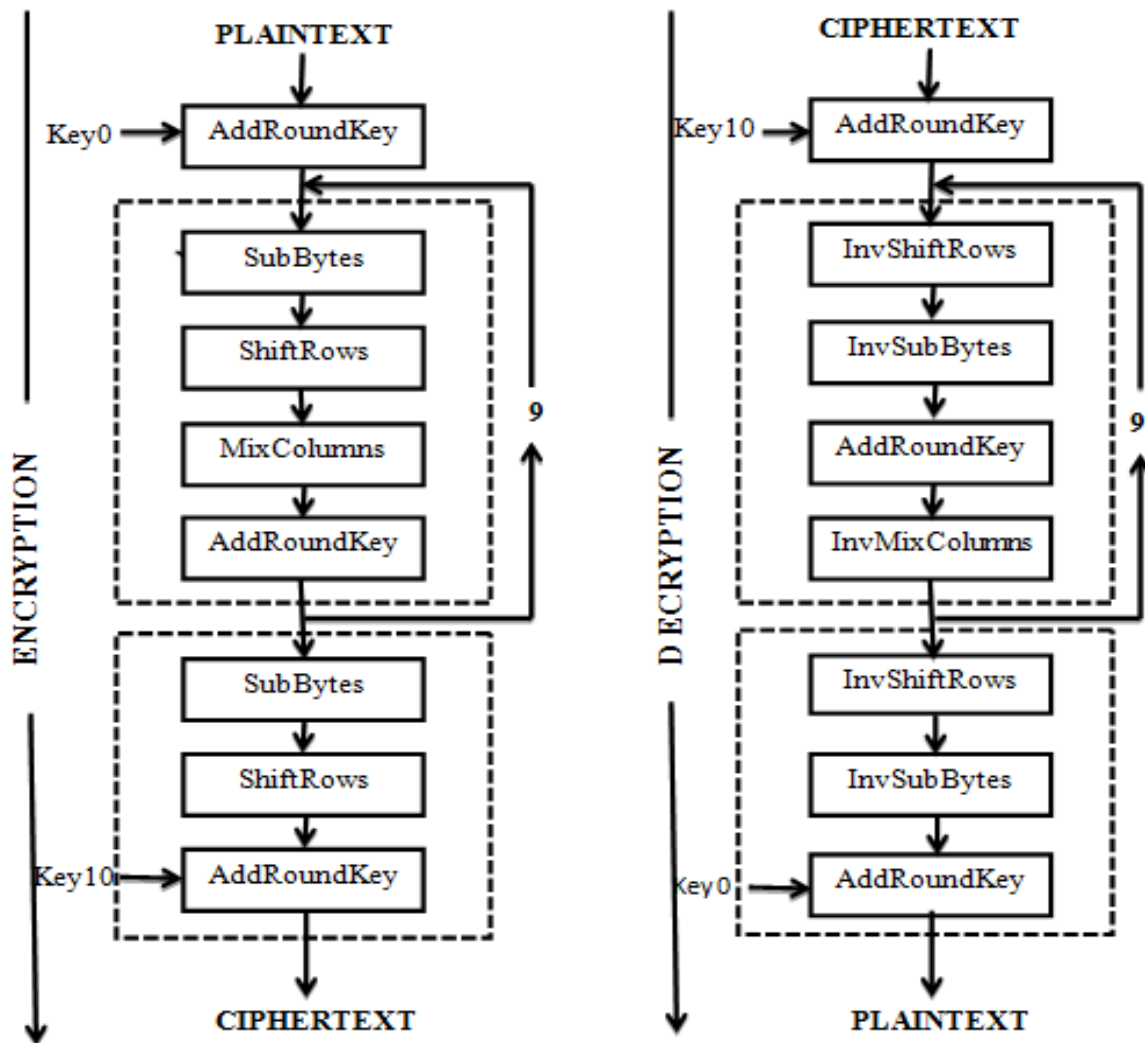 PLAINTEXT
Key0
AddRoundKey
SubBytes
ShiftRows
MixColumns
AddRoundKey
9
SubBytes
ShiftRows
Key10
AddRoundKey
CIPHERTEXT
ENCRYPTION
CIPHERTEXT
Key10
AddRoundKey
InvShiftRows
InvSubBytes
AddRoundKey
InvMixColumns
9
InvShiftRows
InvSubBytes
Key0
AddRoundKey
PLAINTEXT
DECRYPTION